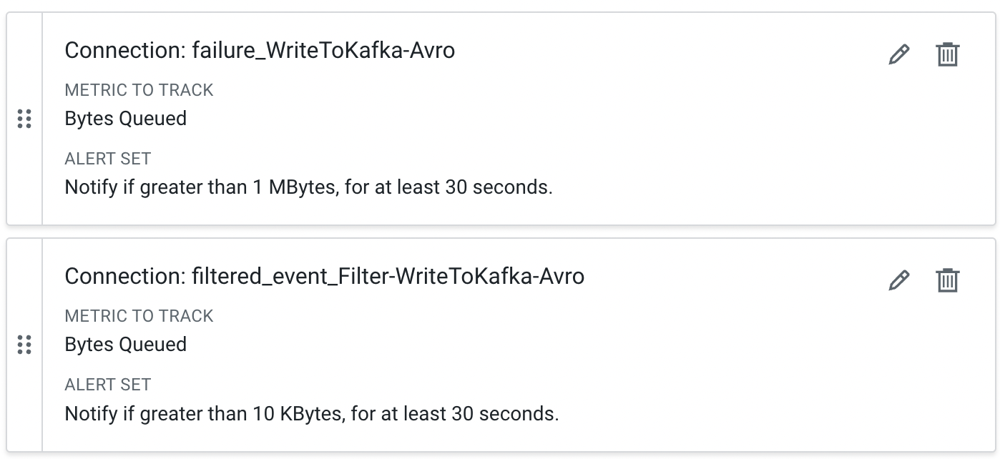 Connection: failure_WriteToKafka-Avro
METRIC TO TRACK
Bytes Queued
ALERT SET
Notify if greater than 1 MBytes, for at least 30 seconds.
Connection: filtered_event_Filter-WriteToKafka-Avro
METRIC TO TRACK
Bytes Queued
ALERT SET
Notify if greater than 10 KBytes, for at least 30 seconds.